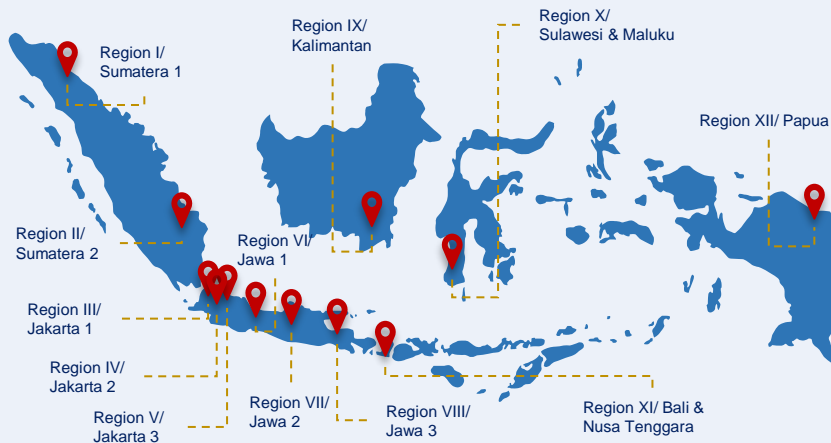 Region I/
Sumatera 1
Region IX/
Kalimantan
Region X/
Sulawesi & Maluku
Region XII/ Papua
Region II/
Sumatera 2
Region VI/
Jawa 1
Region III/
Jakarta 1
Region IV/
Jakarta 2
Region V/
Jakarta 3
Region VII/
Jawa 2
Region VIII/
Jawa 3
Region XI/ Bali &
Nusa Tenggara